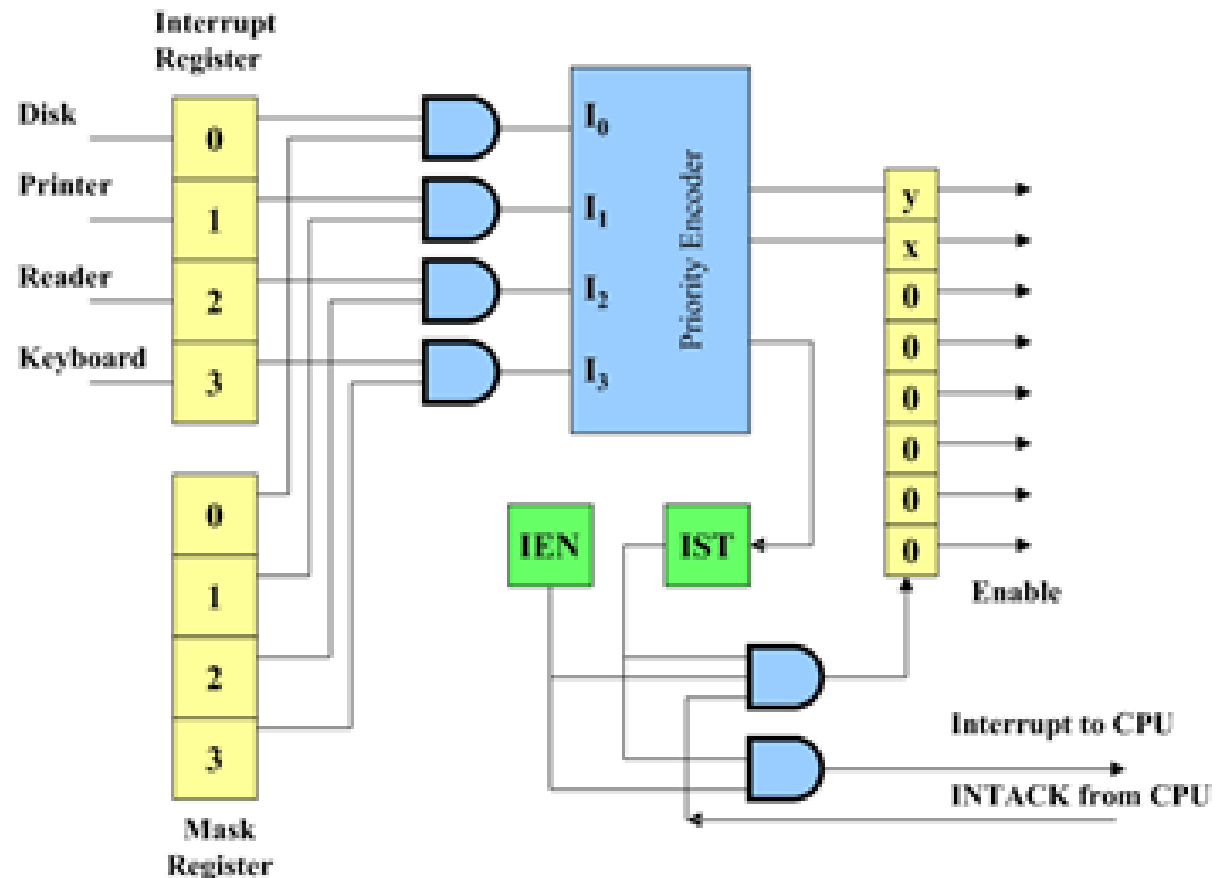 Interrupt
Register
Disk
0
Printer
1
Reader
2
Keyboard
3
I0
I1
I2
I3
Priority Encoder
y
x
0
0
0
0
0
0
Enable
0
1
2
3
Mask
Register
IEN
IST
Interrupt to CPU
INTACK from CPU